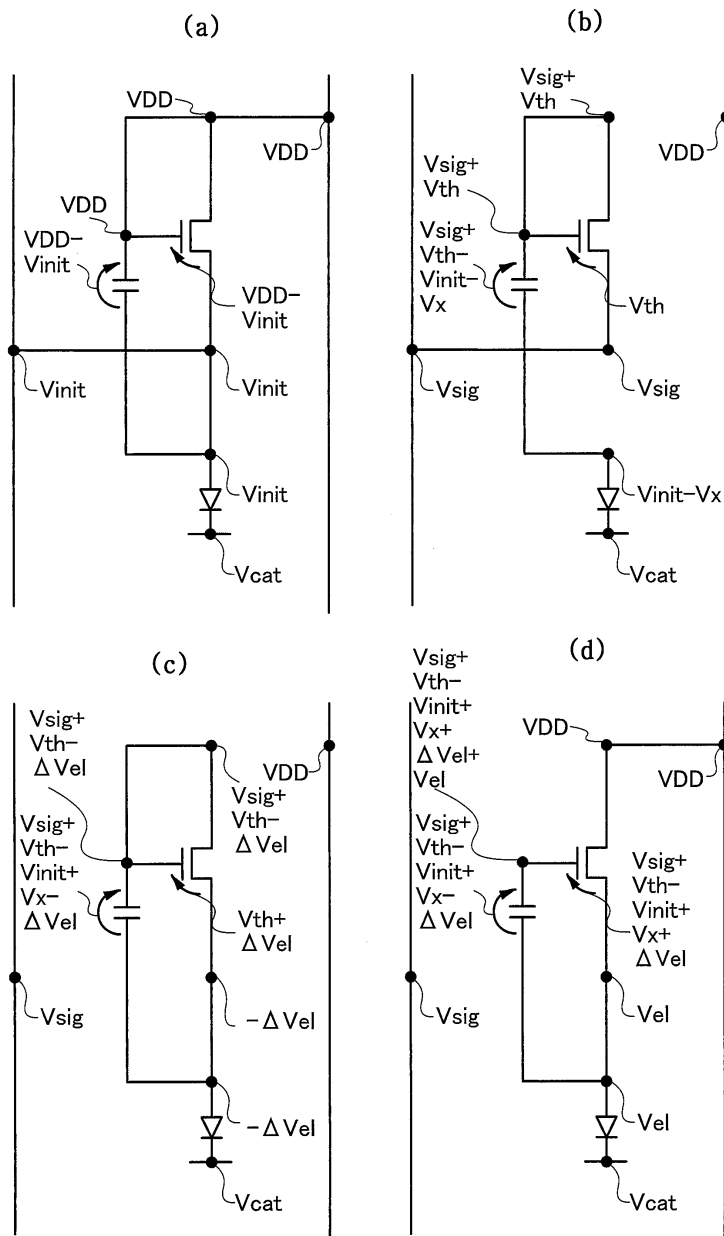 (a)
VDD
VDD
VDD
VDD-
Vinit
VDD-
Vinit
Vinit
Vinit
Vinit
Vcat
(b)
Vsig+
Vth
VDD
Vsig+
Vth
Vsig+
Vth-
Vinit-
Vx
Vth
Vsig
Vsig
Vinit-Vx
Vcat
(c)
Vsig+
Vth-
ΔVel
VDD
Vsig+
Vth-
ΔVel
Vsig+
Vth-
Vinit+
Vx-
ΔVel
Vth+
ΔVel
Vsig
-ΔVel
-ΔVel
Vcat
(d)
Vsig+
Vth-
Vinit+
Vx+
ΔVel+
Vel
VDD
VDD
Vsig+
Vth-
Vinit+
Vx-
ΔVel
Vsig+
Vth-
Vinit+
Vx+
ΔVel
Vsig
Vel
Vel
Vcat